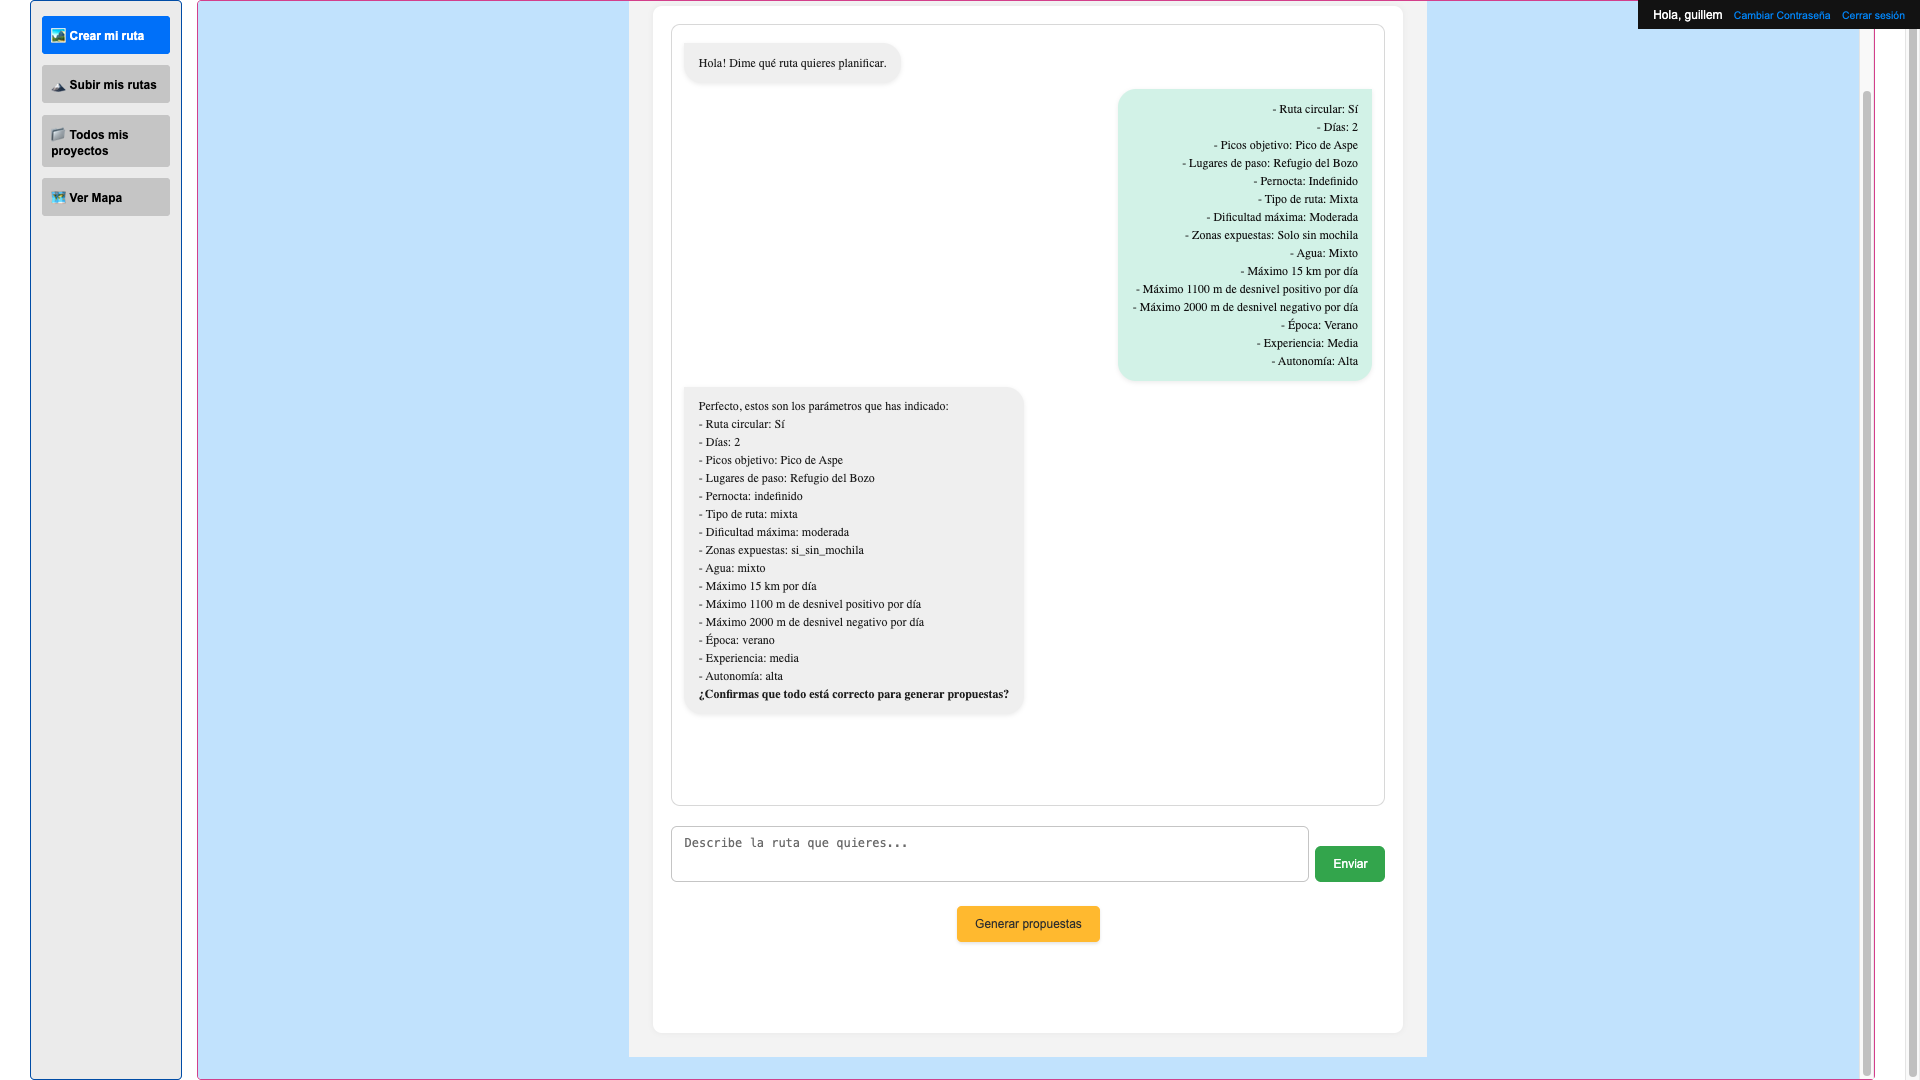 Hola, guillem Cambiar Contraseña Cerrar sesión
Crear mi ruta
Subir mis rutas
Todos mis
proyectos
Ver Mapa
Hola! Dime qué ruta quieres planificar.
- Ruta circular: Sí
- Días: 2
- Picos objetivo: Pico de Aspe
- Lugares de paso: Refugio del Bozo
- Pernocta: Indefinido
- Tipo de ruta: Mixta
- Dificultad máxima: Moderada
- Zonas expuestas: Solo sin mochila
- Agua: Mixto
- Máximo 15 km por día
- Máximo 1100 m de desnivel positivo por día
- Máximo 2000 m de desnivel negativo por día
- Época: Verano
- Experiencia: Media
- Autonomía: Alta
Perfecto, estos son los parámetros que has indicado:
- Ruta circular: Sí
- Días: 2
- Picos objetivo: Pico de Aspe
- Lugares de paso: Refugio del Bozo
- Pernocta: indefinido
- Tipo de ruta: mixta
- Dificultad máxima: moderada
- Zonas expuestas: si_sin_mochila
- Agua: mixto
- Máximo 15 km por día
- Máximo 1100 m de desnivel positivo por día
- Máximo 2000 m de desnivel negativo por día
- Época: verano
- Experiencia: media
- Autonomía: alta
¿Confirmas que todo está correcto para generar propuestas?
Describe la ruta que quieres...
Enviar
Generar propuestas